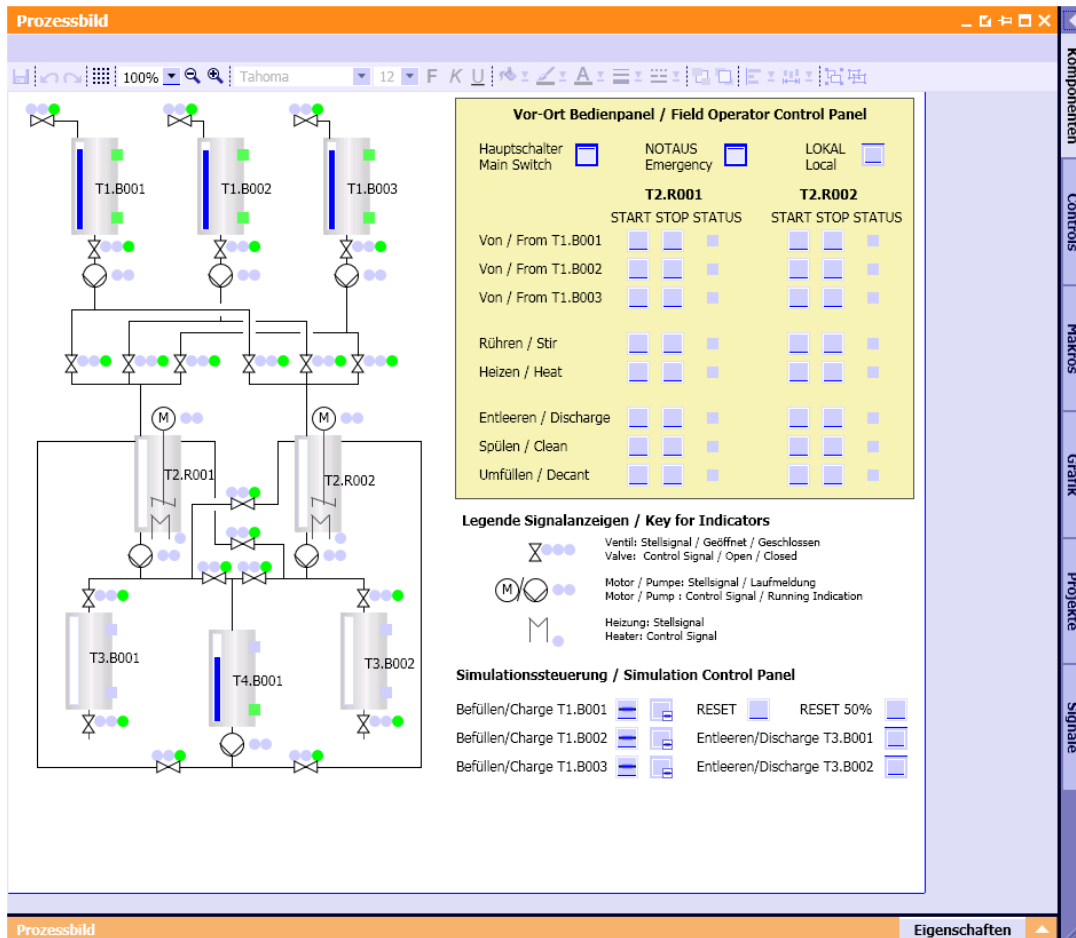 Prozessbild
100%
Tahoma
12
F K U
Komponenten
Controls
Makros
Grafik
Projekte
Signale
T1.B001
T1.B002
T1.B003
M
M
T2.R001
T2.R002
T3.B001
T4.B001
T3.B002
Vor-Ort Bedienpanel / Field Operator Control Panel
Hauptschalter
Main Switch
NOTAUS
Emergency
LOKAL
Local
T2.R001
T2.R002
START STOP STATUS
START STOP STATUS
Von / From T1.B001
Von / From T1.B002
Von / From T1.B003
Rühren / Stir
Heizen / Heat
Entleeren / Discharge
Spülen / Clean
Umfüllen / Decant
Legende Signalanzeigen / Key for Indicators
Ventil: Stellsignal / Geöffnet / Geschlossen
Valve: Control Signal / Open / Closed
M
Motor / Pumpe: Stellsignal / Laufmeldung
Motor / Pump : Control Signal / Running Indication
Heizung: Stellsignal
Heater: Control Signal
Simulationssteuerung / Simulation Control Panel
Befüllen/Charge T1.B001
RESET
RESET 50%
Befüllen/Charge T1.B002
Entleeren/Discharge T3.B001
Befüllen/Charge T1.B003
Entleeren/Discharge T3.B002
Prozessbild
Eigenschaften